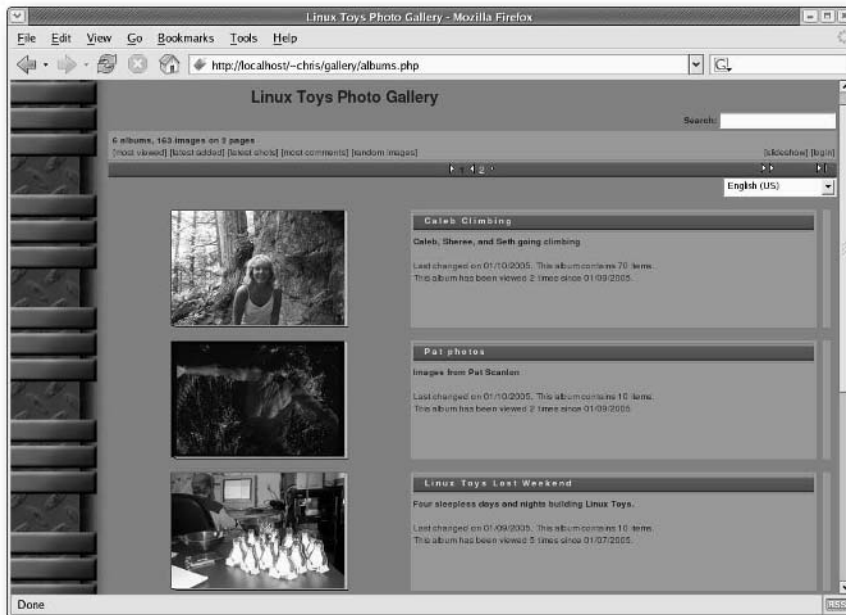 Linux Toys Photo Gallery - Mozilla Firefox
File Edit View Go Bookmarks Tools Help
http://localhost/~chris/gallery/albums.php
G
Linux Toys Photo Gallery
Search:
6 albums, 163 images on 2 pages
[most viewed] [latest added] [latest shots] [most comments] [random images] [slideshow] [login]
1 2
English (US)
Caleb Climbing
Caleb, Sheree, and Seth going climbing
Last changed on 01/10/2005. This album contains 70 items.
This album has been viewed 2 times since 01/09/2005.
Pat photos
Images from Pat Scanlan
Last changed on 01/10/2005. This album contains 10 items.
This album has been viewed 2 times since 01/09/2005.
Linux Toys Lost Weekend
Four sleepless days and nights building Linux Toys.
Last changed on 01/09/2005. This album contains 10 items.
This album has been viewed 5 times since 01/07/2005.
Done
RSS